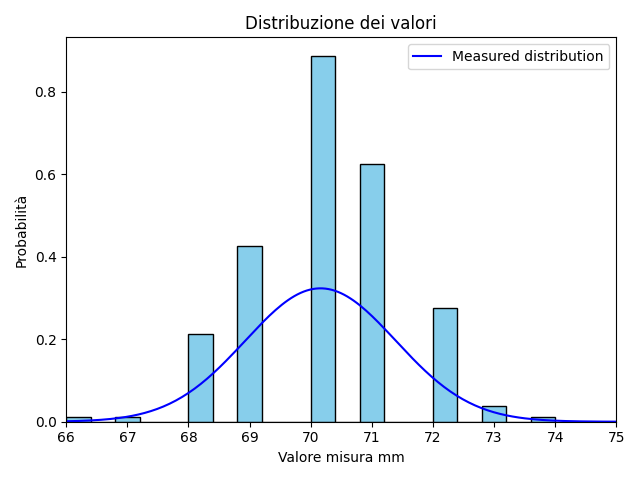 Distribuzione dei valori
Measured distribution
Probabilità
0.8
0.6
0.4
0.2
0.0
66 67 68 69 70 71 72 73 74 75
Valore misura mm